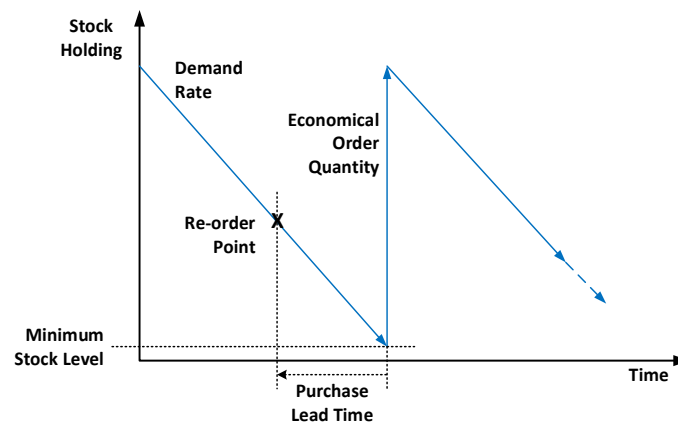 Stock
Holding
Demand
Rate
Economical
Order
Quantity
Re-order
Point
X
Minimum
Stock Level
Time
Purchase
Lead Time